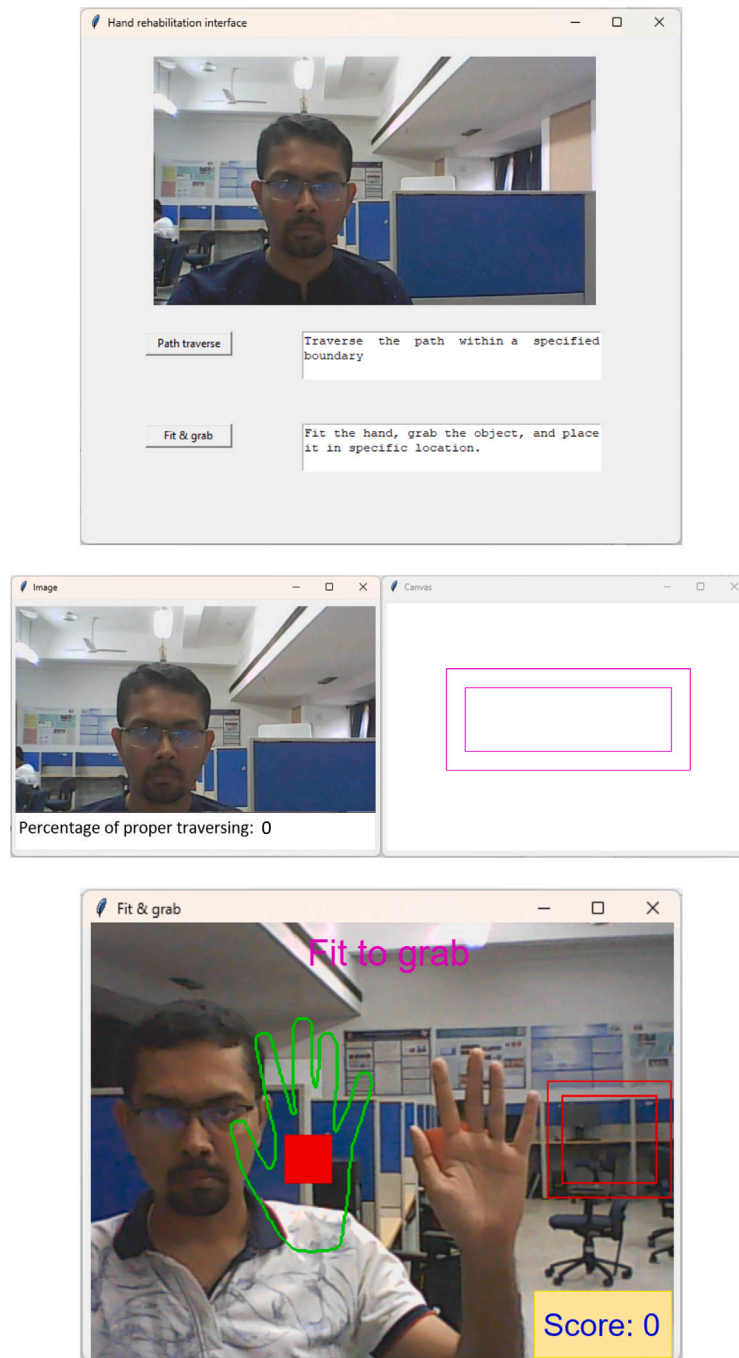 Hand rehabilitation interface
Path traverse
Traverse the path within a specified
boundary
Fit & grab
Fit the hand, grab the object, and place
it in specific location.
Image
Canvas
Percentage of proper traversing: 0
Fit & grab
Fit to grab
Score: 0